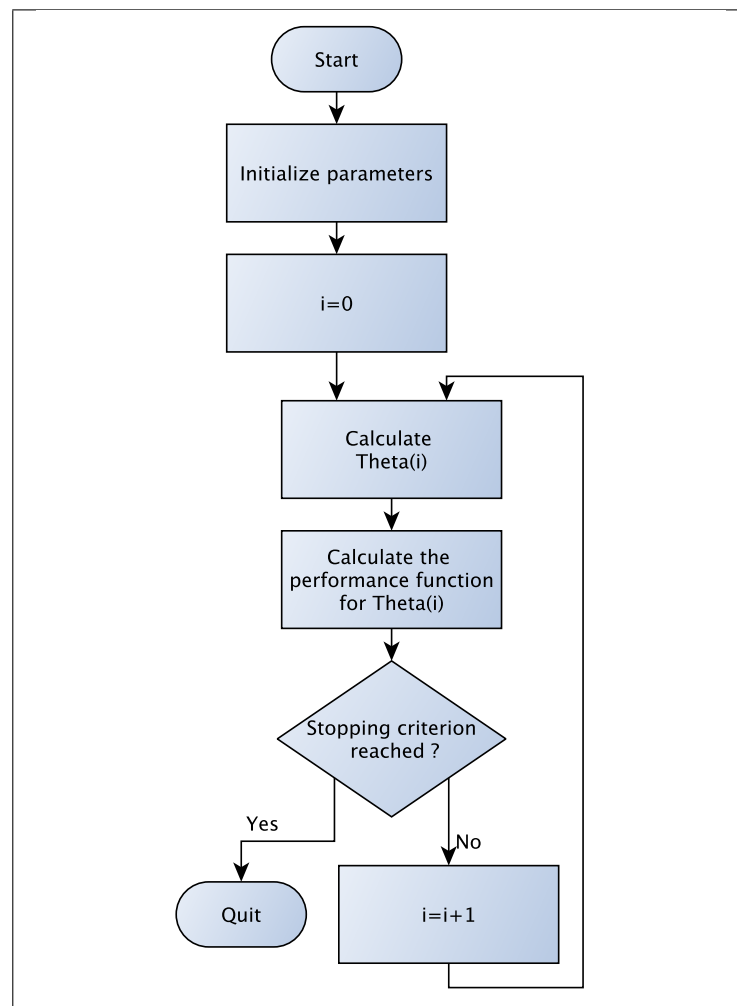 Start
Initialize parameters
i=0
Calculate
Theta(i)
Calculate the
performance function
for Theta(i)
Stopping criterion
reached ?
Yes
No
Quit
i=i+1